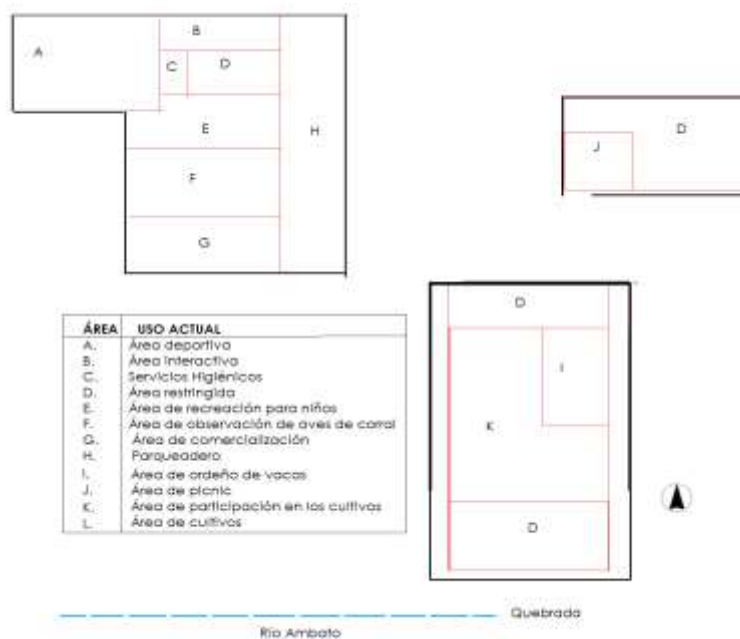 A
B
C
D
E
H
F
G
D
J
D
I
K
D
ÁREA USO ACTUAL
A. Área deportiva
B. Área interactiva
C. Servicios Higiénicos
D. Área restringida
E. Área de recreación para niños
F. Área de observación de aves de corral
G. Área de comercialización
H. Parqueadero
I. Área de ordeño de vacas
J. Área de picnic
K. Área de participación en los cultivos
L. Área de cultivos
Quebrada
Río Ambato